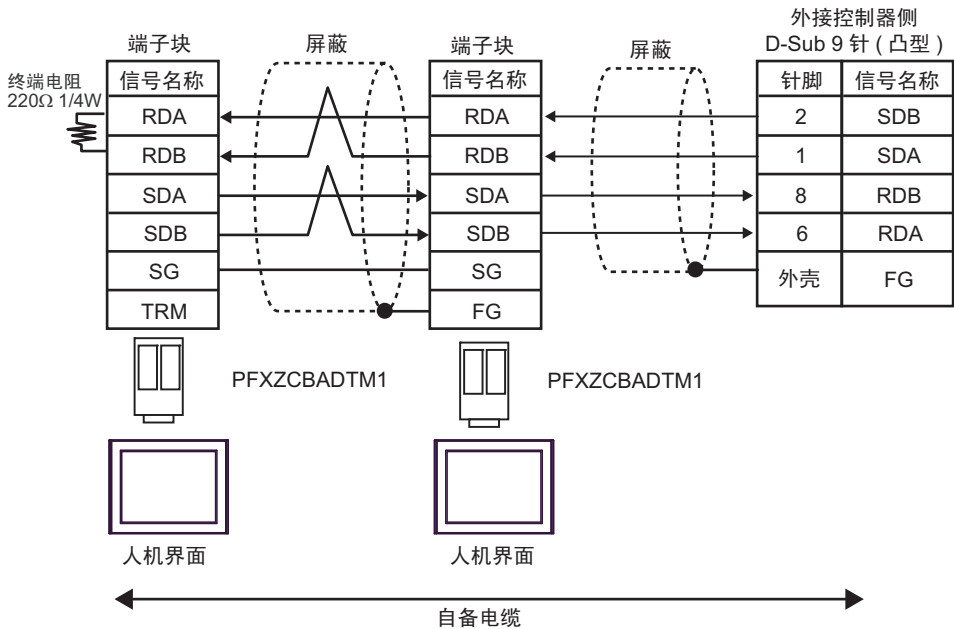 外接控制器侧
端子块
屏蔽
端子块
屏蔽
D-Sub 9 针 ( 凸型 )
终端电阻
220Ω 1/4W
信号名称
信号名称
针脚
信号名称
RDA
RDA
2
SDB
RDB
RDB
1
SDA
SDA
SDA
8
RDB
SDB
SDB
6
RDA
SG
SG
外壳
FG
TRM
FG
PFXZCBADTM1
PFXZCBADTM1
人机界面
人机界面
自备电缆